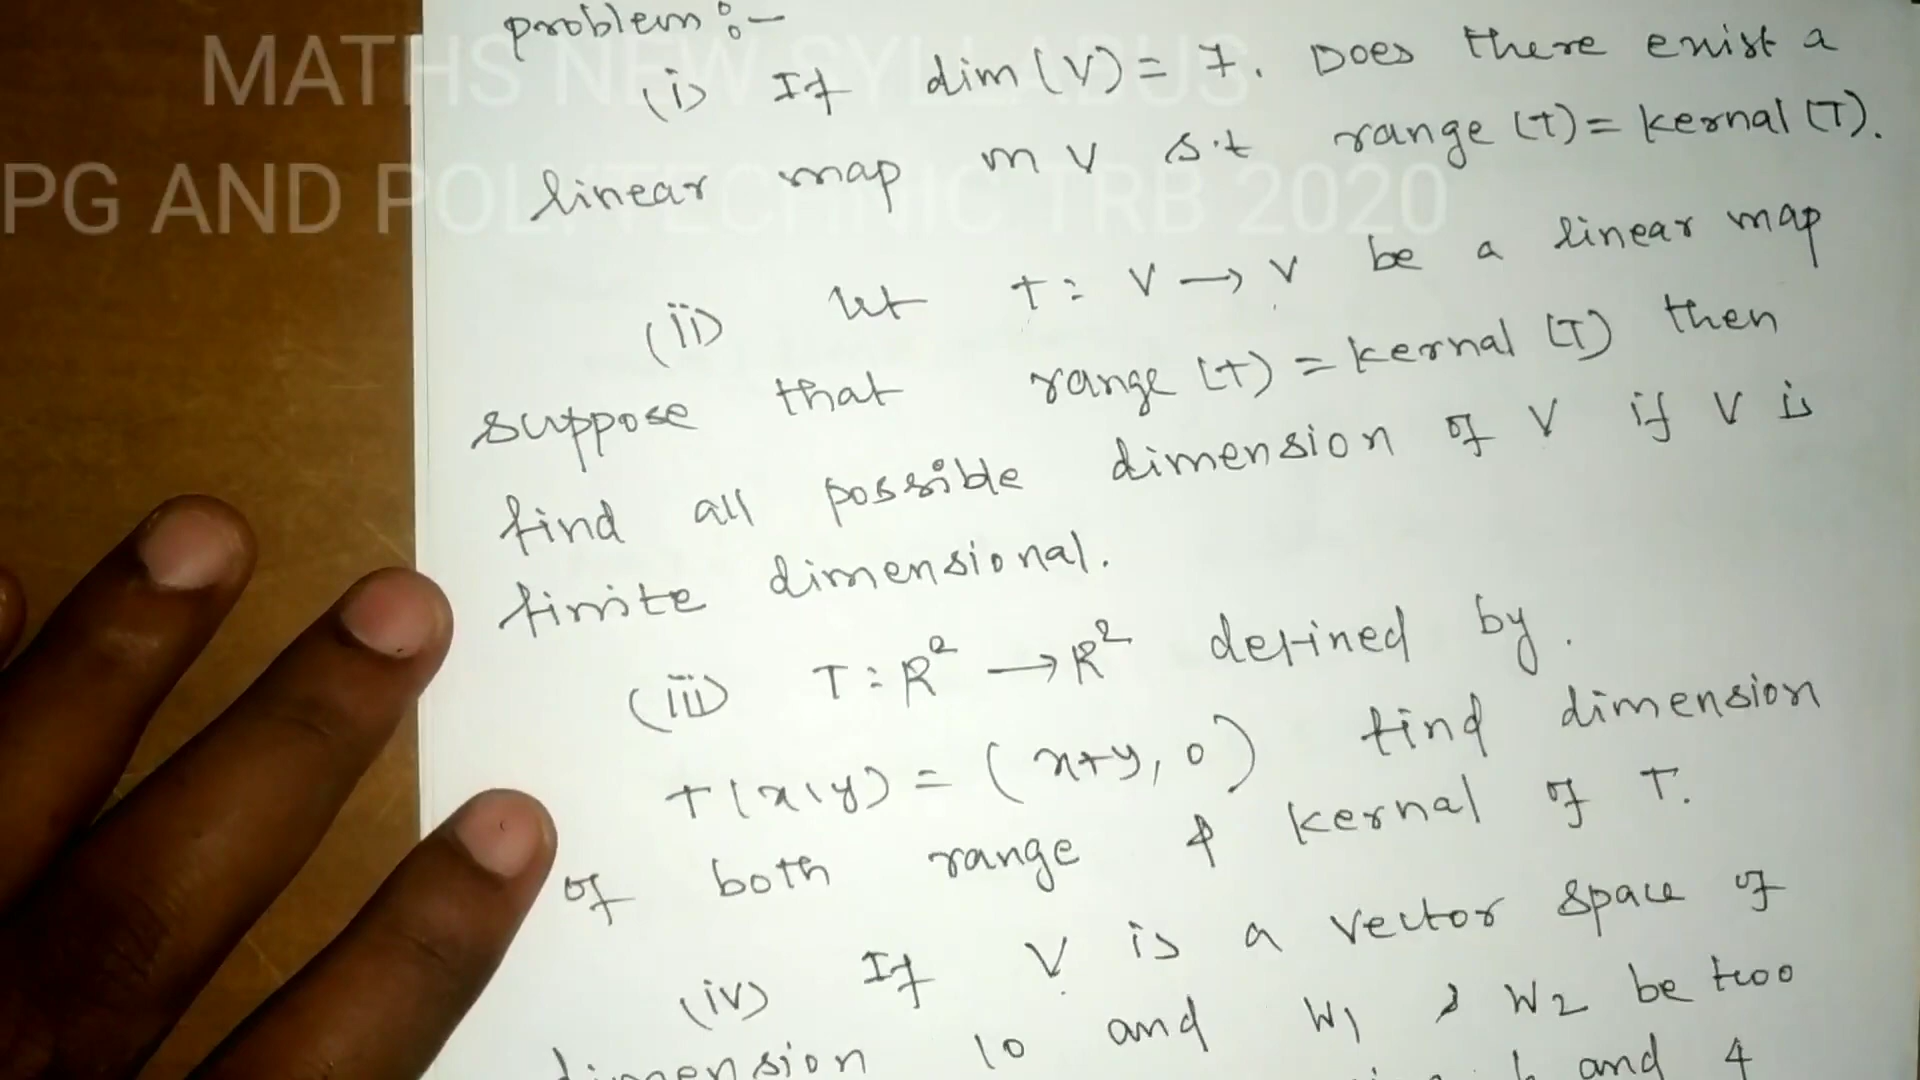 MATHS NEW SYLLABUS
PG AND POLYTECHNIC TRB 2020
problem :-
(i) If dim (V) = 7. Does there exist a
linear map m V s.t range (T) = kernal (T).
(ii) let T : V → V be a linear map
suppose that range (T) = kernal (T) then
find all possible dimension of V if V is
finite dimensional.
(iii) T : R² → R² defined by.
T(x,y) = (x+y, 0) find dimension
of both range & kernal of T.
(iv) If V is a vector space of
dimension 10 and W1 & W2 be two
and 4